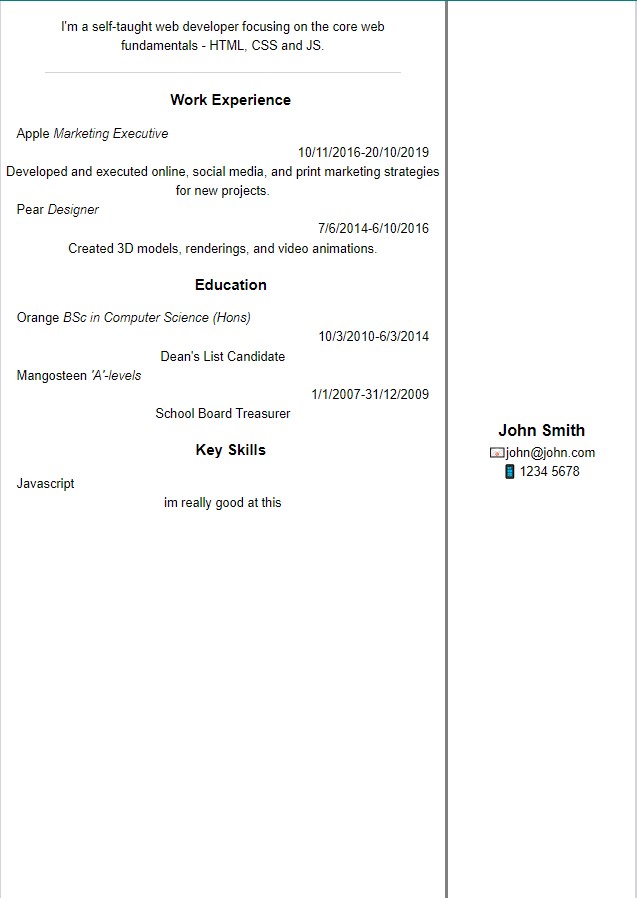 I'm a self-taught web developer focusing on the core web
fundamentals - HTML, CSS and JS.
Work Experience
Apple Marketing Executive
10/11/2016-20/10/2019
Developed and executed online, social media, and print marketing strategies
for new projects.
Pear Designer
7/6/2014-6/10/2016
Created 3D models, renderings, and video animations.
Education
Orange BSc in Computer Science (Hons)
10/3/2010-6/3/2014
Dean's List Candidate
Mangosteen 'A'-levels
1/1/2007-31/12/2009
School Board Treasurer
Key Skills
Javascript
im really good at this
John Smith
john@john.com
1234 5678